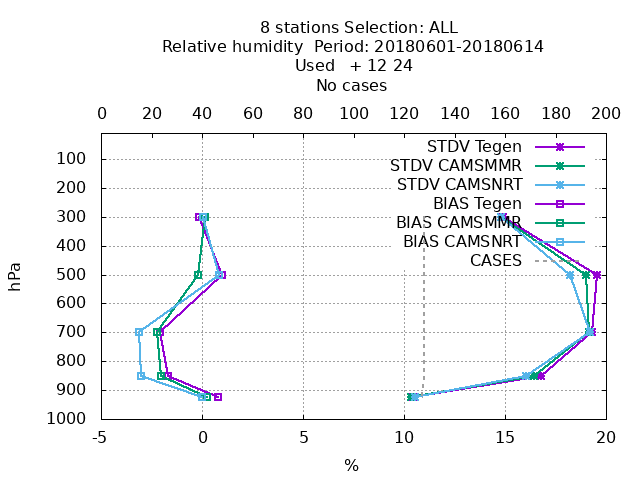 8 stations Selection: ALL
Relative humidity  Period: 20180601-20180614
Used   + 12 24
No cases
0 20 40 60 80 100 120 140 160 180 200
STDV Tegen
STDV CAMSMMR
STDV CAMSNRT
BIAS Tegen
BIAS CAMSMMR
BIAS CAMSNRT
CASES
100
200
300
400
500
600
700
800
900
1000
hPa
-5 0 5 10 15 20
%